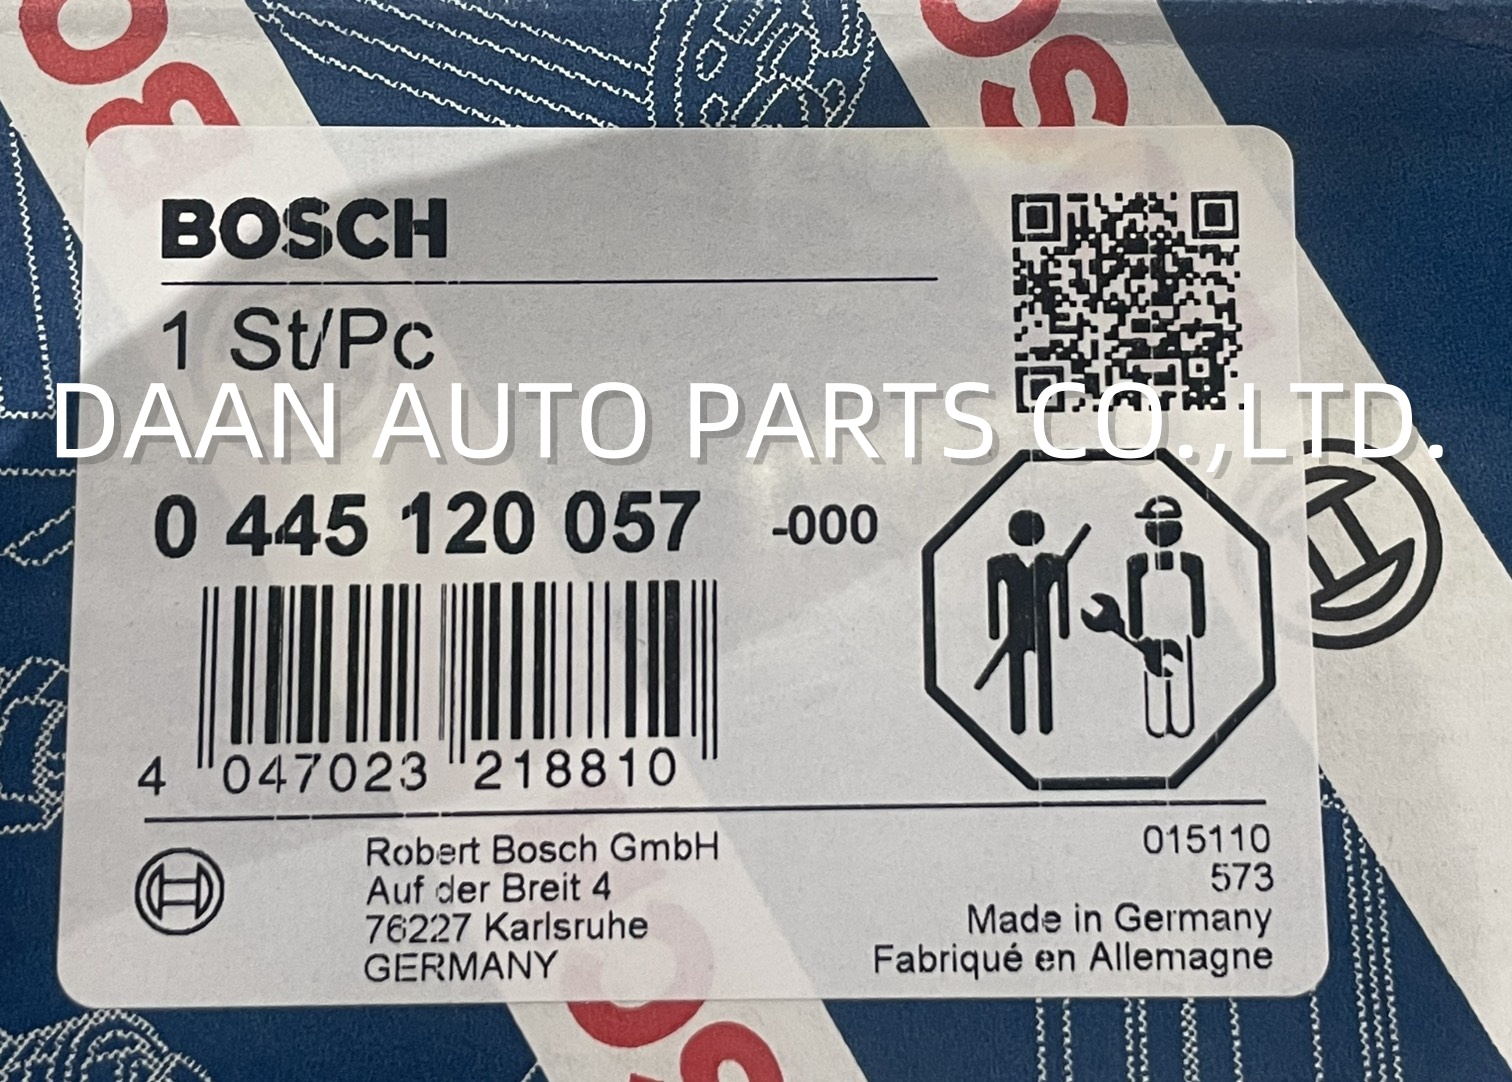 BOSCH
1 St/Pc
DAAN AUTO PARTS CO.,LTD.
0 445 120 057 -000
4 047023 218810
Robert Bosch GmbH
Auf der Breit 4
76227 Karlsruhe
GERMANY
015110
573
Made in Germany
Fabriqué en Allemagne